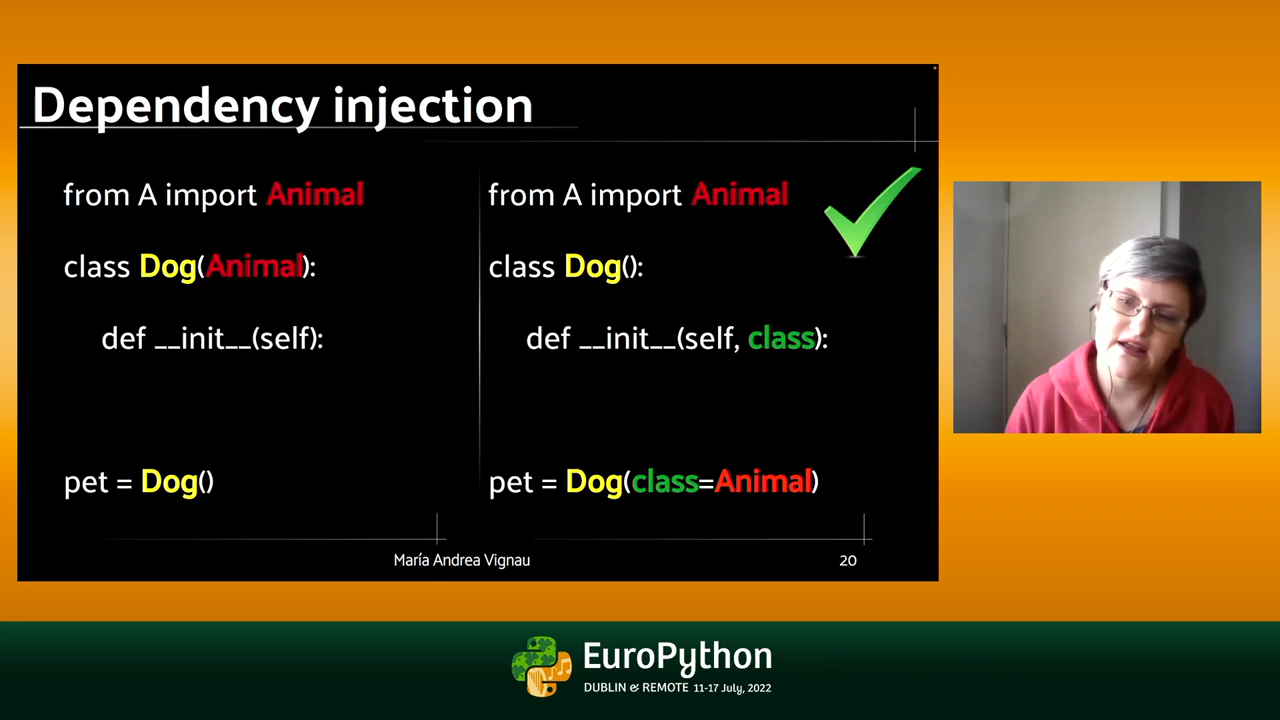 Dependency injection
from A import Animal
class Dog(Animal):
def __init__(self):
pet = Dog()
from A import Animal
class Dog():
def __init__(self, class):
pet = Dog(class=Animal)
María Andrea Vignau
20
EuroPython
DUBLIN & REMOTE 11-17 July, 2022